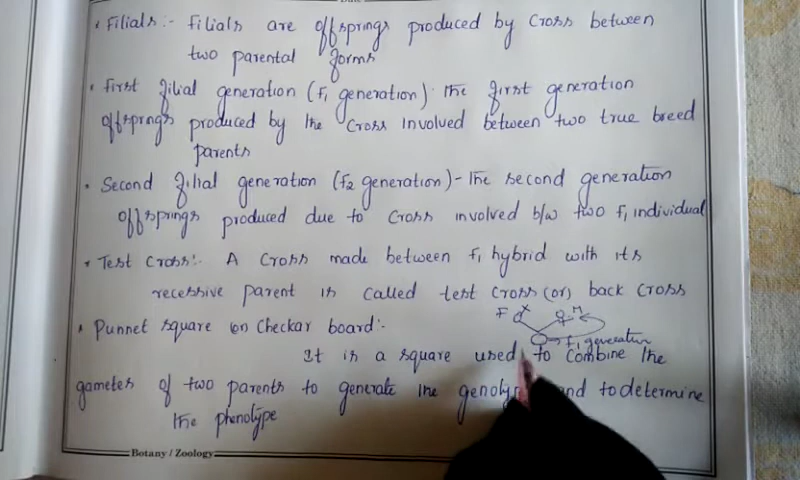 Filials :- Filials are offsprings produced by cross between
two parental forms
First filial generation (F1 generation). The first generation
offsprings produced by the cross involved between two true breed
parents
Second filial generation (F2 generation) - The second generation
offsprings produced due to cross involved b/w two F1 individual
Test cross :- A cross made between F1 hybrid with its
recessive parent is called test cross (or) back cross
F M
Punnet square or Checkar board :-
F1 generation
It is a square used to combine the
gametes of two parents to generate the and to determine
the phenotype
Botany / Zoology